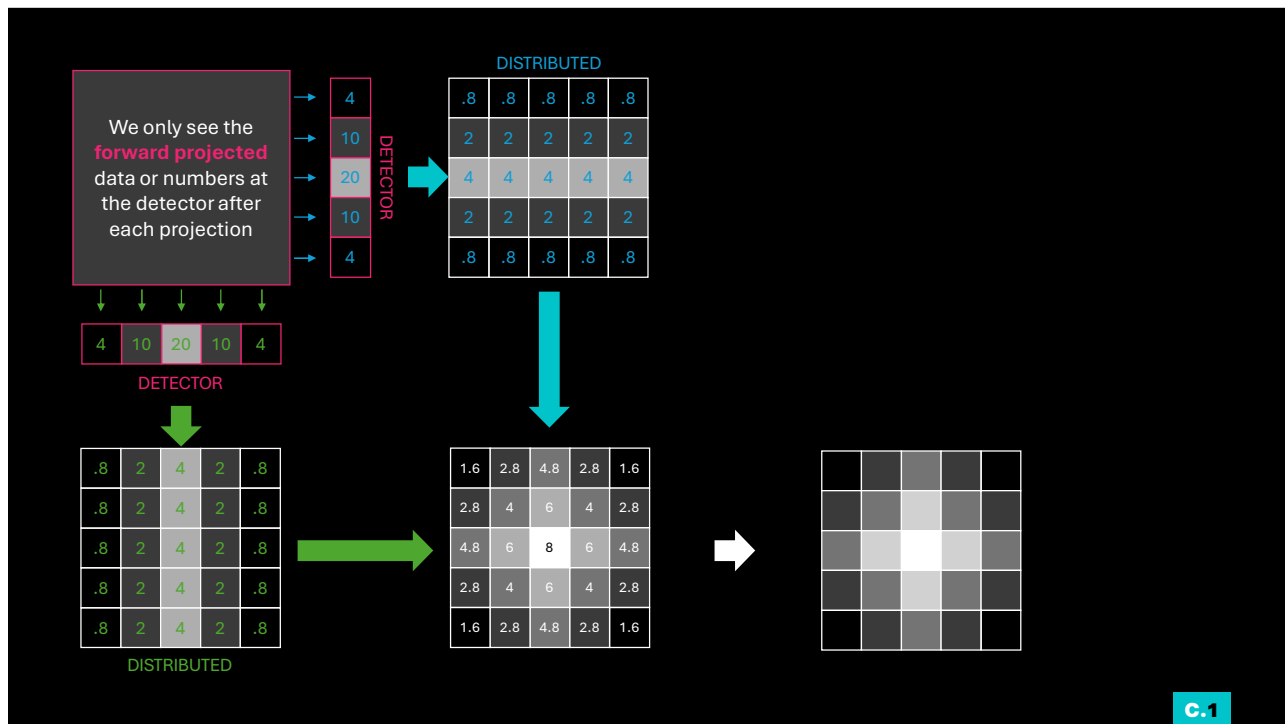 DISTRIBUTED
We only see the
forward projected
data or numbers at
the detector after
each projection
4
10
20
10
4
DETECTOR
.8 .8 .8 .8 .8
2 2 2 2 2
4 4 4 4 4
2 2 2 2 2
.8 .8 .8 .8 .8
4 10 20 10 4
DETECTOR
.8 2 4 2 .8
.8 2 4 2 .8
.8 2 4 2 .8
.8 2 4 2 .8
.8 2 4 2 .8
DISTRIBUTED
1.6 2.8 4.8 2.8 1.6
2.8 4 6 4 2.8
4.8 6 8 6 4.8
2.8 4 6 4 2.8
1.6 2.8 4.8 2.8 1.6
C.1